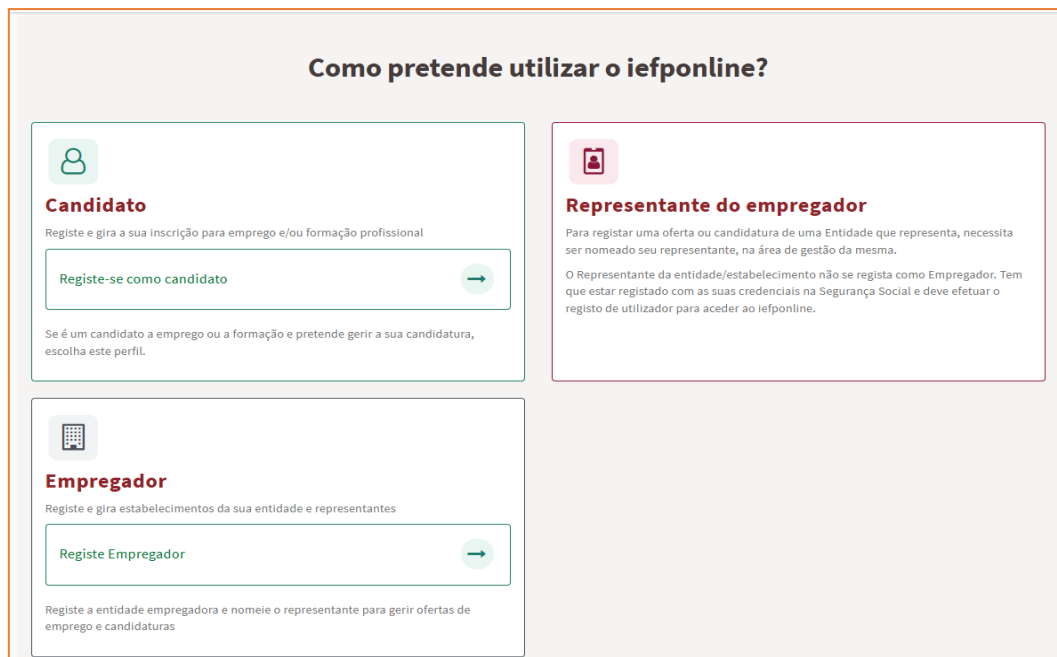 Como pretende utilizar o iefponline?
Candidato
Registe e gira a sua inscrição para emprego e/ou formação profissional
Registe-se como candidato
Se é um candidato a emprego ou a formação e pretende gerir a sua candidatura,
escolha este perfil.
Representante do empregador
Para registar uma oferta ou candidatura de uma Entidade que representa, necessita
ser nomeado seu representante, na área de gestão da mesma.
O Representante da entidade/estabelecimento não se regista como Empregador. Tem
que estar registado com as suas credenciais na Segurança Social e deve efetuar o
registo de utilizador para aceder ao iefponline.
Empregador
Registe e gira estabelecimentos da sua entidade e representantes
Registe Empregador
Registe a entidade empregadora e nomeie o representante para gerir ofertas de
emprego e candidaturas